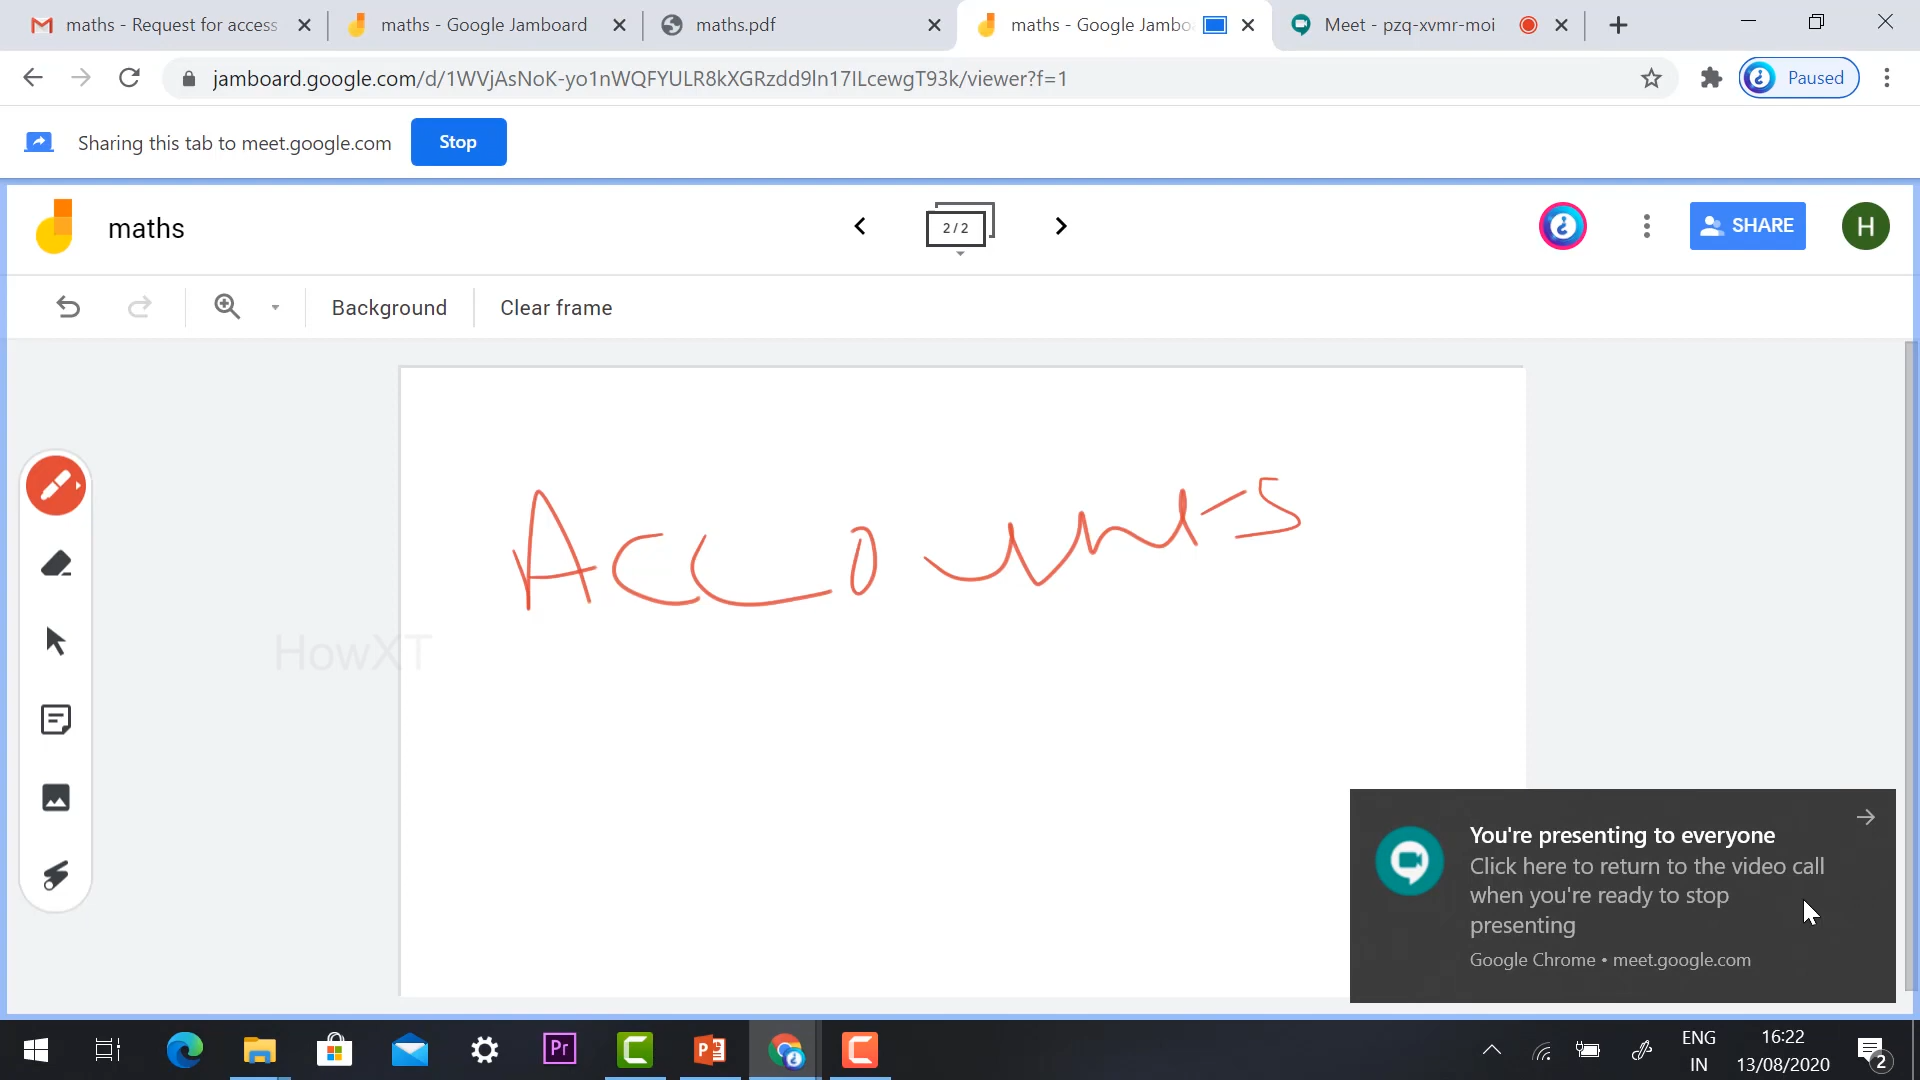 maths - Request for access
maths - Google Jamboard
maths.pdf
maths - Google Jambo
Meet - pzq-xvmr-moi
jamboard.google.com/d/1WVjAsNoK-yo1nWQFYULR8kXGRzdd9ln17ILcewgT93k/viewer?f=1
Paused
Sharing this tab to meet.google.com
Stop
maths
2 / 2
SHARE
H
Background
Clear frame
Accounts
HowXT
You're presenting to everyone
Click here to return to the video call
when you're ready to stop
presenting
Google Chrome • meet.google.com
Pr
ENG
IN
16:22
13/08/2020
2